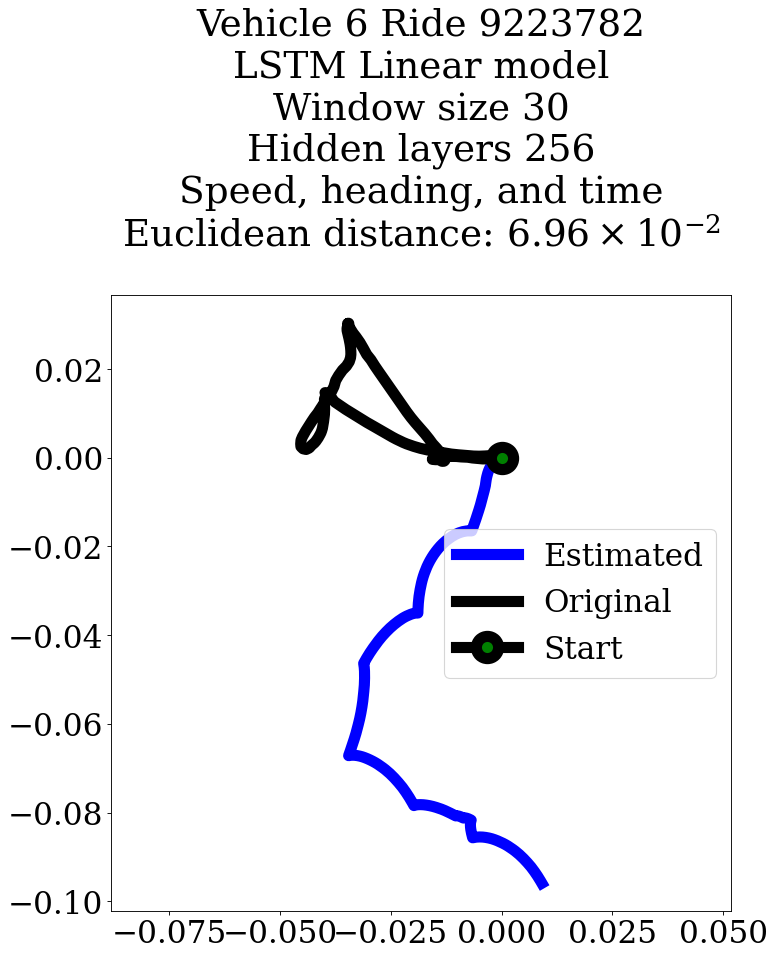 Vehicle 6 Ride 9223782
LSTM Linear model
Window size 30
Hidden layers 256
Speed, heading, and time
Euclidean distance: 6.96 × 10⁻²
0.02
0.00
−0.02
−0.04
−0.06
−0.08
−0.10
Estimated
Original
Start
−0.075 −0.050 −0.025 0.000 0.025 0.050